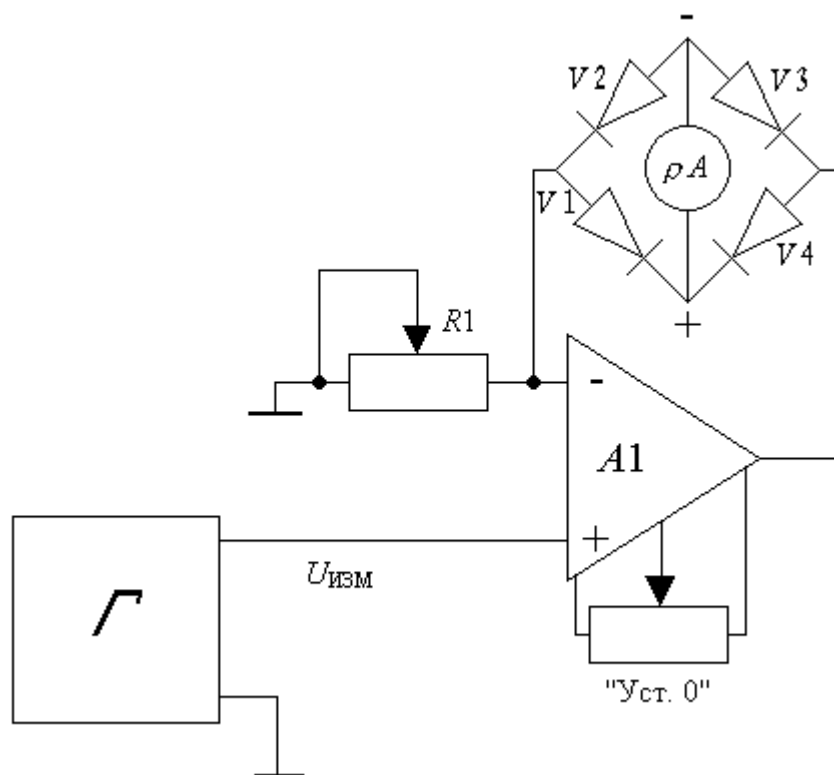 -
V2
V3
pA
V1
V4
+
R1
-
A1
+
Uизм
Г
"Уст. 0"